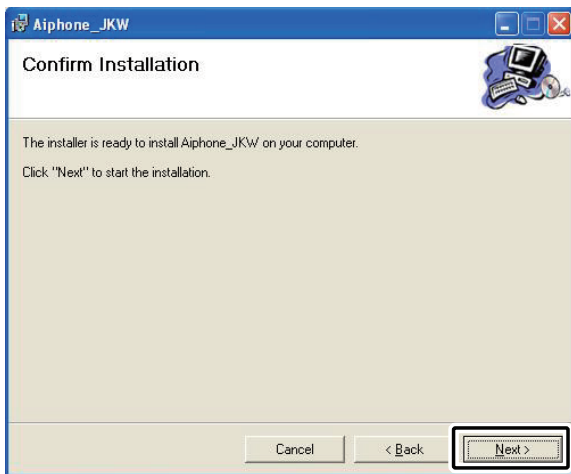 Aiphone_JKW
Confirm Installation
The installer is ready to install Aiphone_JKW on your computer.
Click "Next" to start the installation.
Cancel
< Back
Next >